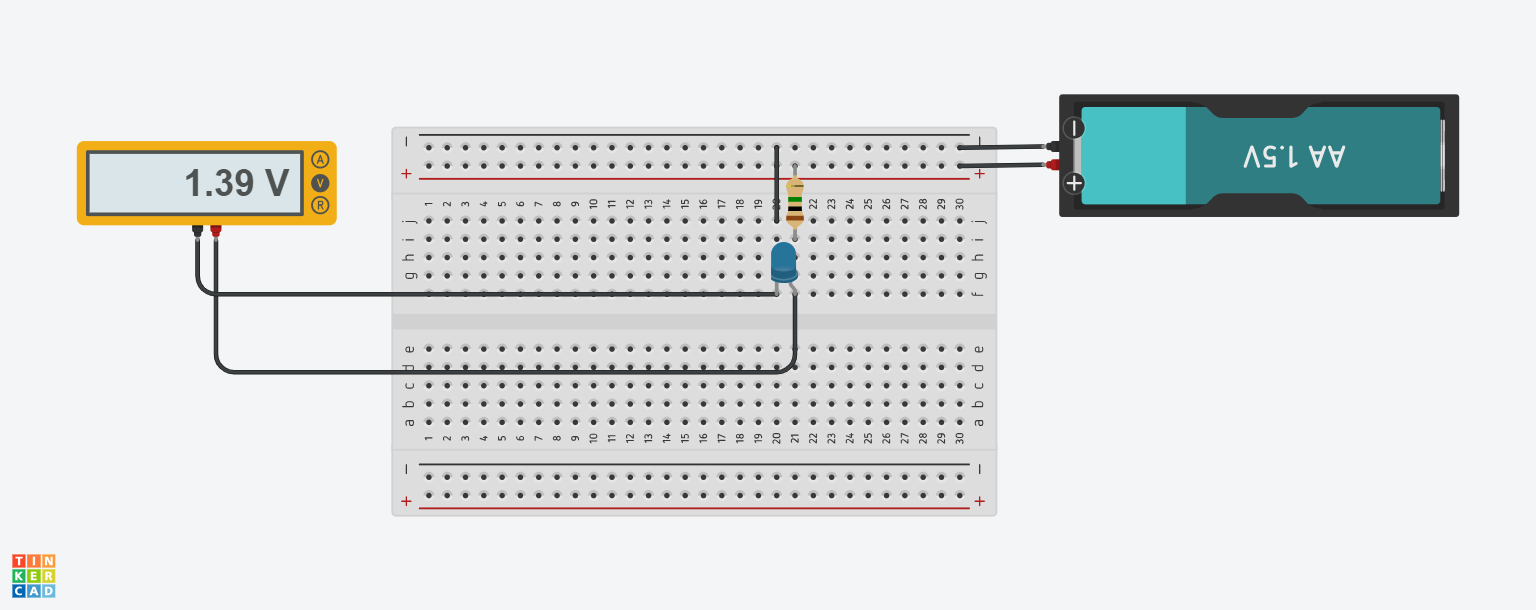 1.39 V
A
V
R
− −
+ +
1 2 3 4 5 6 7 8 9 10 11 12 13 14 15 16 17 18 19 20 22 23 24 25 26 27 28 29 30
j j
i i
h h
g g
f
e e
d d
c c
b b
a a
1 2 3 4 5 6 7 8 9 10 11 12 13 14 15 16 17 18 19 20 21 22 23 24 25 26 27 28 29 30
− −
+ +
−
+
AA 1.5V
TIN
KER
CAD